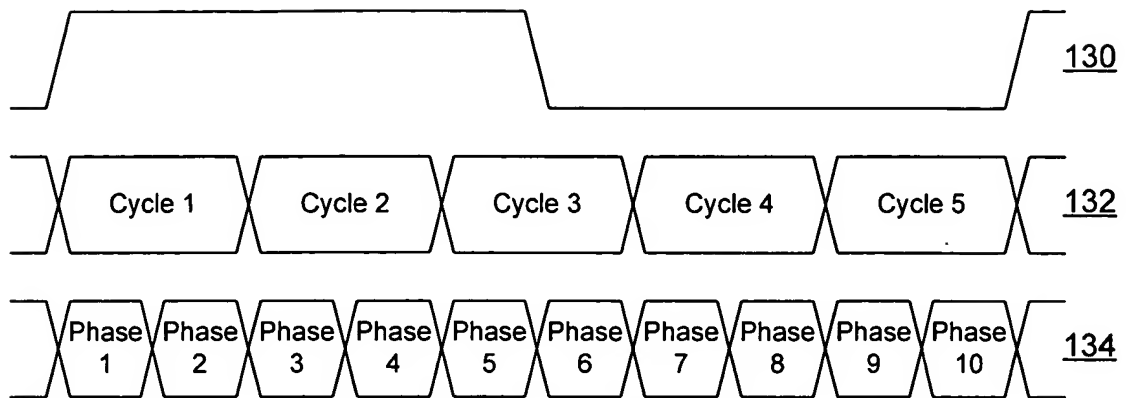 130
Cycle 1 Cycle 2 Cycle 3 Cycle 4 Cycle 5 132
Phase 1 Phase 2 Phase 3 Phase 4 Phase 5 Phase 6 Phase 7 Phase 8 Phase 9 Phase 10 134